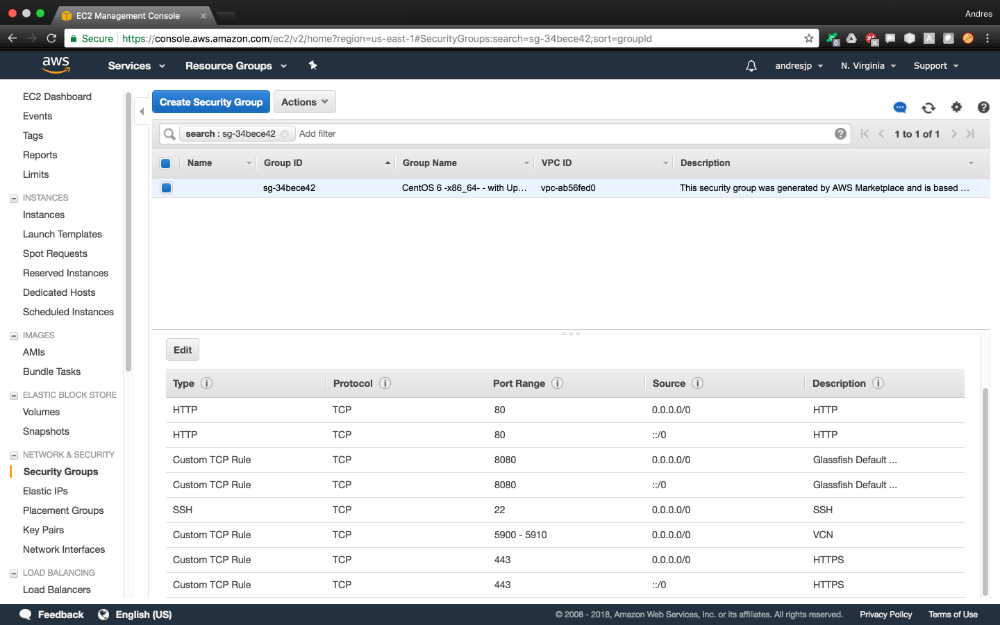 EC2 Management Console
Andres
Secure https://console.aws.amazon.com/ec2/v2/home?region=us-east-1#SecurityGroups:search=sg-34bece42;sort=groupId
0
A
aws Services Resource Groups andresjp N. Virginia Support
EC2 Dashboard
Events
Tags
Reports
Limits
INSTANCES
Instances
Launch Templates
Spot Requests
Reserved Instances
Dedicated Hosts
Scheduled Instances
IMAGES
AMIs
Bundle Tasks
ELASTIC BLOCK STORE
Volumes
Snapshots
NETWORK & SECURITY
Security Groups
Elastic IPs
Placement Groups
Key Pairs
Network Interfaces
LOAD BALANCING
Load Balancers
Create Security Group Actions
search : sg-34bece42 Add filter 1 to 1 of 1
Name Group ID Group Name VPC ID Description
sg-34bece42 CentOS 6 -x86_64- - with Up... vpc-ab56fed0 This security group was generated by AWS Marketplace and is based ...
Edit
Type Protocol Port Range Source Description
HTTP TCP 80 0.0.0.0/0 HTTP
HTTP TCP 80 ::/0 HTTP
Custom TCP Rule TCP 8080 0.0.0.0/0 Glassfish Default ...
Custom TCP Rule TCP 8080 ::/0 Glassfish Default ...
SSH TCP 22 0.0.0.0/0 SSH
Custom TCP Rule TCP 5900 - 5910 0.0.0.0/0 VCN
Custom TCP Rule TCP 443 0.0.0.0/0 HTTPS
Custom TCP Rule TCP 443 ::/0 HTTPS
Feedback English (US) © 2008 - 2018, Amazon Web Services, Inc. or its affiliates. All rights reserved. Privacy Policy Terms of Use